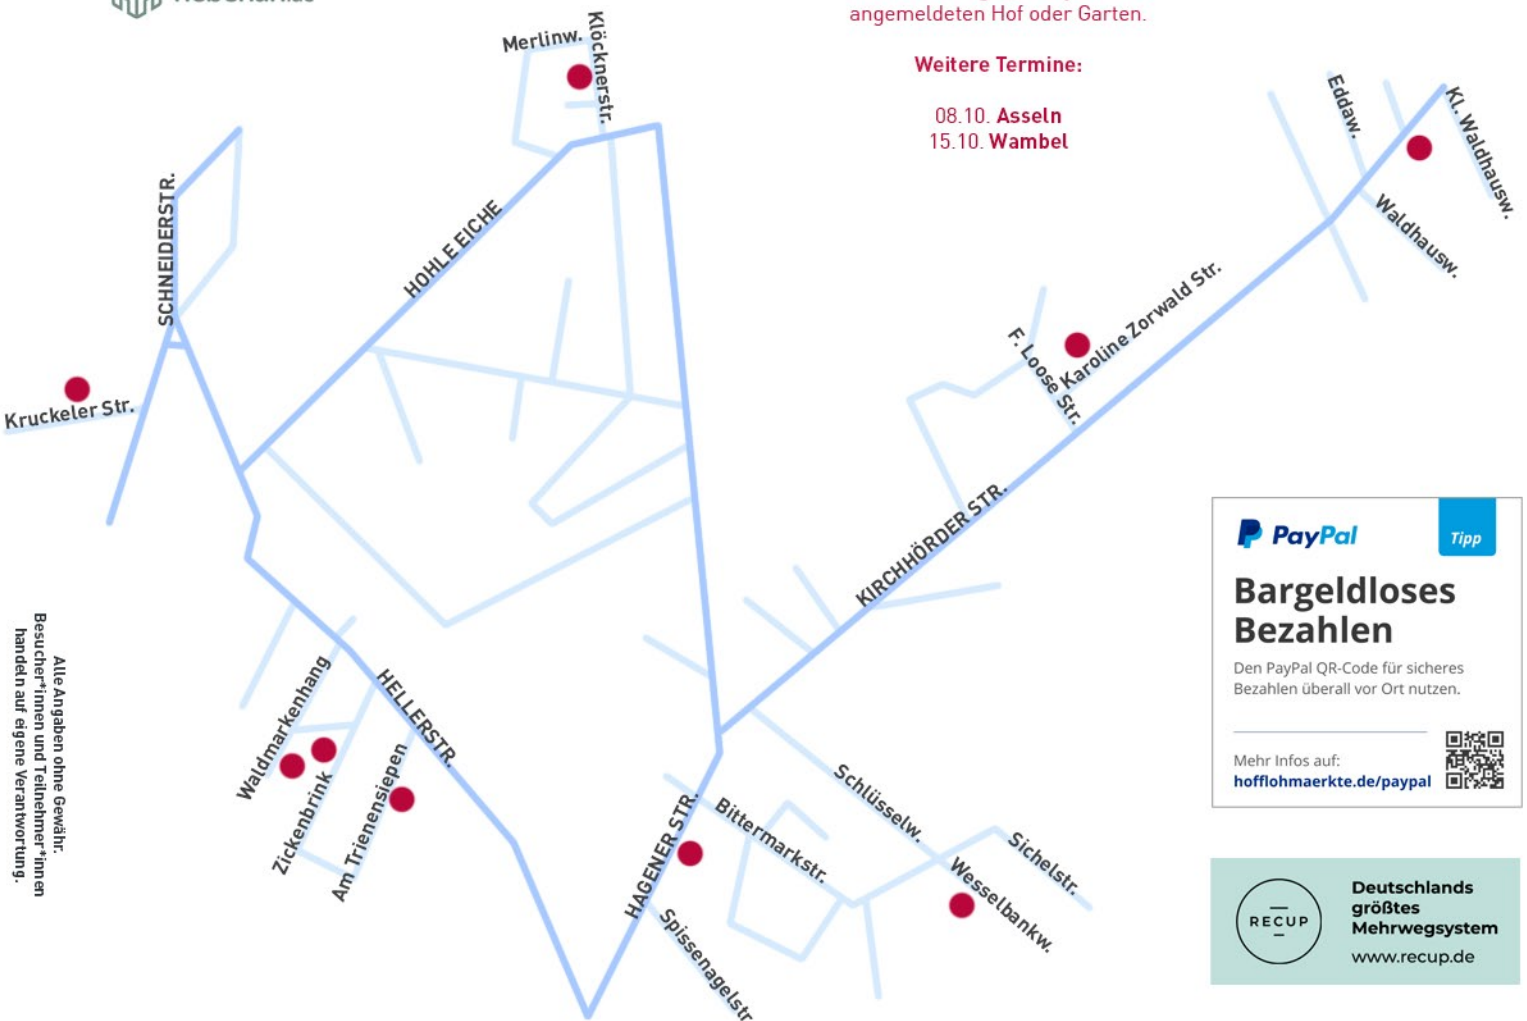 angemeldeten Hof oder Garten.
Weitere Termine:
08.10. Asseln
15.10. Wambel
Merlinw.
Klöcknerstr.
Eddaw.
Kl. Waldhausw.
Waldhausw.
SCHNEIDERSTR.
HOHLE EICHE
Karoline Zorwald Str.
F. Loose Str.
Kruckeler Str.
KIRCHHÖRDER STR.
PayPal
Tipp
Bargeldloses
Bezahlen
Den PayPal QR-Code für sicheres
Bezahlen überall vor Ort nutzen.
Mehr Infos auf:
hofflohmaerkte.de/paypal
Alle Angaben ohne Gewähr.
Besucher*innen und Teilnehmer*innen
handeln auf eigene Verantwortung.
Waldmarkenhang
HELLERSTR.
Zickenbrink
Am Trienensiepen
HAGENER STR.
Bittermarkstr.
Schlüsselw.
Wesselbankw.
Sichelstr.
Spissenagelstr
RECUP
Deutschlands
größtes
Mehrwegsystem
www.recup.de